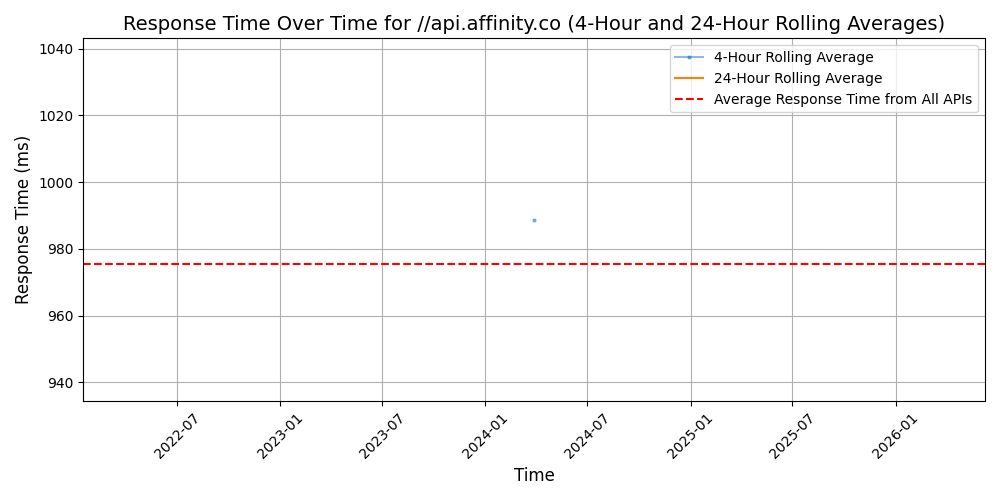 Response Time Over Time for //api.affinity.co (4-Hour and 24-Hour Rolling Averages)
4-Hour Rolling Average
24-Hour Rolling Average
Average Response Time from All APIs
Response Time (ms)
1040
1020
1000
980
960
940
2022-07
2023-01
2023-07
2024-01
2024-07
2025-01
2025-07
2026-01
Time